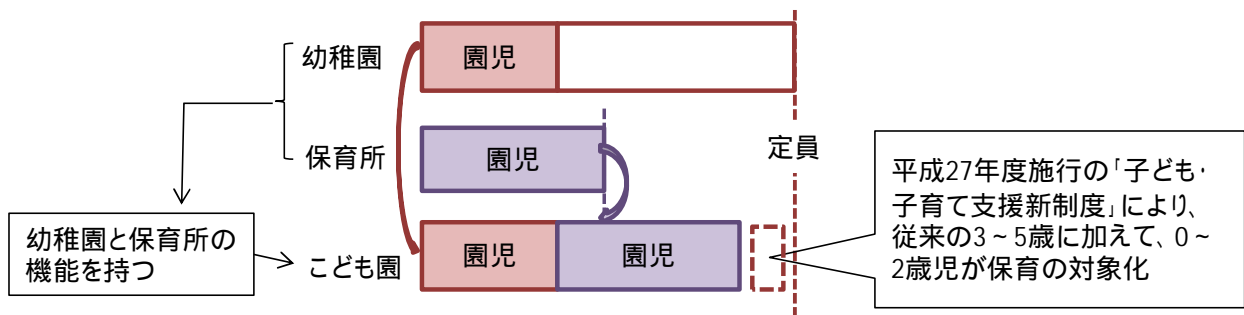 幼稚園
園児
保育所
園児
定員
こども園
園児
園児
幼稚園と保育所の
機能を持つ
平成27年度施行の「子ども・
子育て支援新制度」により、
従来の3~5歳に加えて、0~
2歳児が保育の対象化